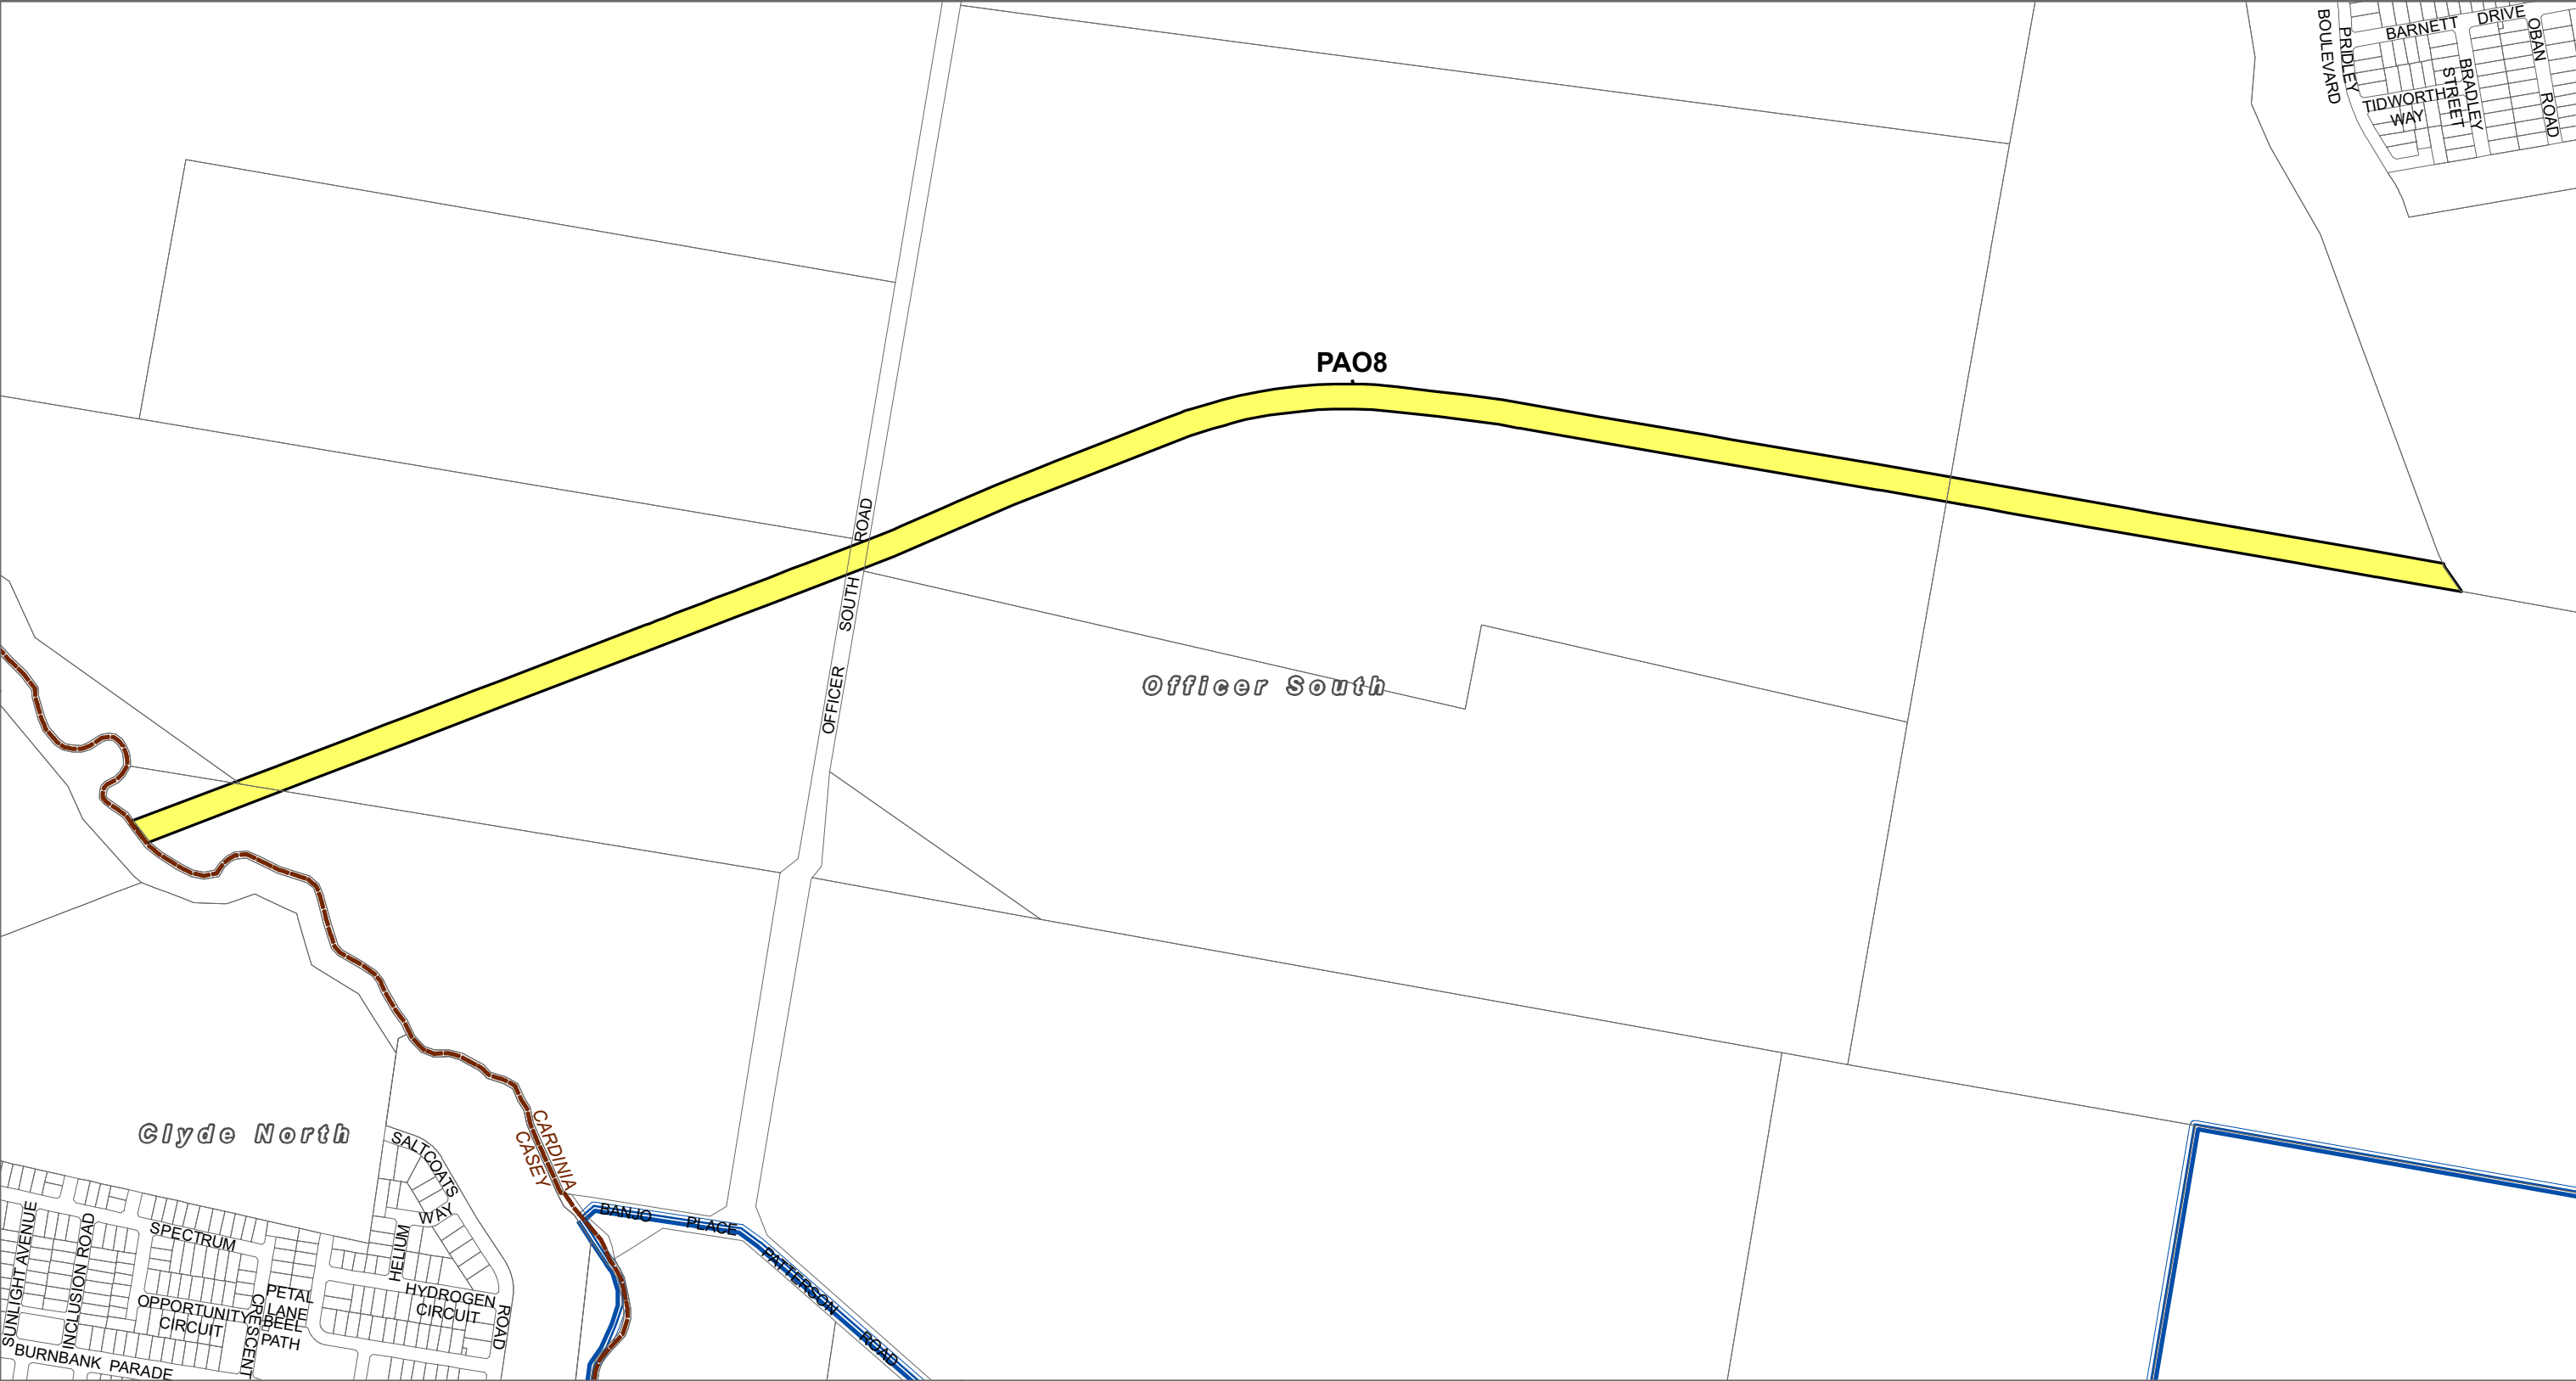 BARNETT DRIVE
PRIDLEY
BOULEVARD
OBAN ROAD
BRADLEY
STREET
TIDWORTH
WAY
PAO8
OFFICER SOUTH ROAD
Officer South
Clyde North
CARDINIA
CASEY
SALTCOATS
WAY
BANJO PLACE
PATTERSON ROAD
SUNLIGHT AVENUE
INCLUSION ROAD
SPECTRUM
CRESCENT
HELIUM
ROAD
HYDROGEN
CIRCUIT
PETAL
LANE
BEEL
PATH
OPPORTUNITY
CIRCUIT
BURNBANK PARADE